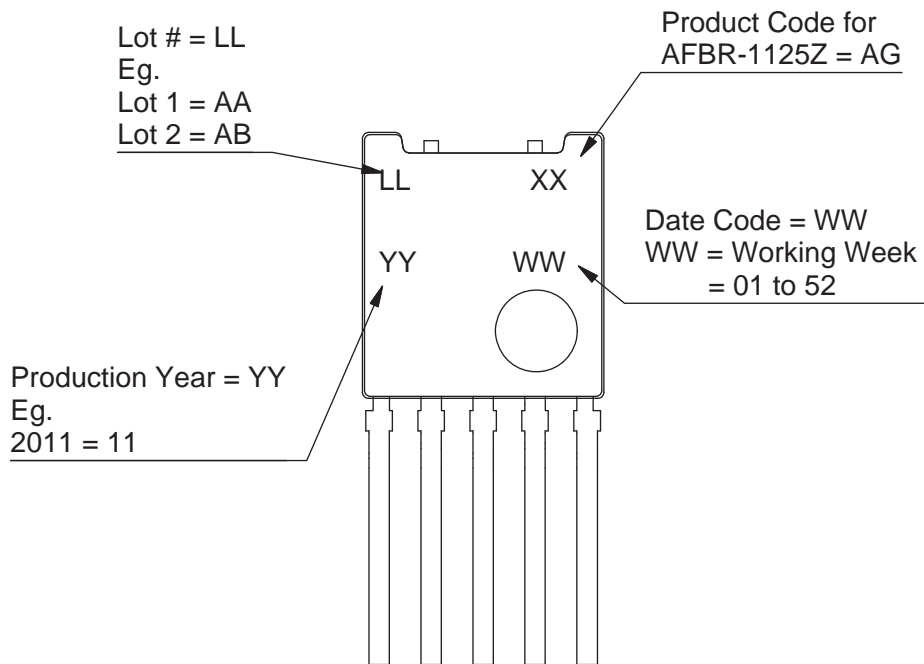 Lot # = LL
Eg.
Lot 1 = AA
Lot 2 = AB
Product Code for
AFBR-1125Z = AG
LL
XX
YY
WW
Date Code = WW
WW = Working Week
= 01 to 52
Production Year = YY
Eg.
2011 = 11